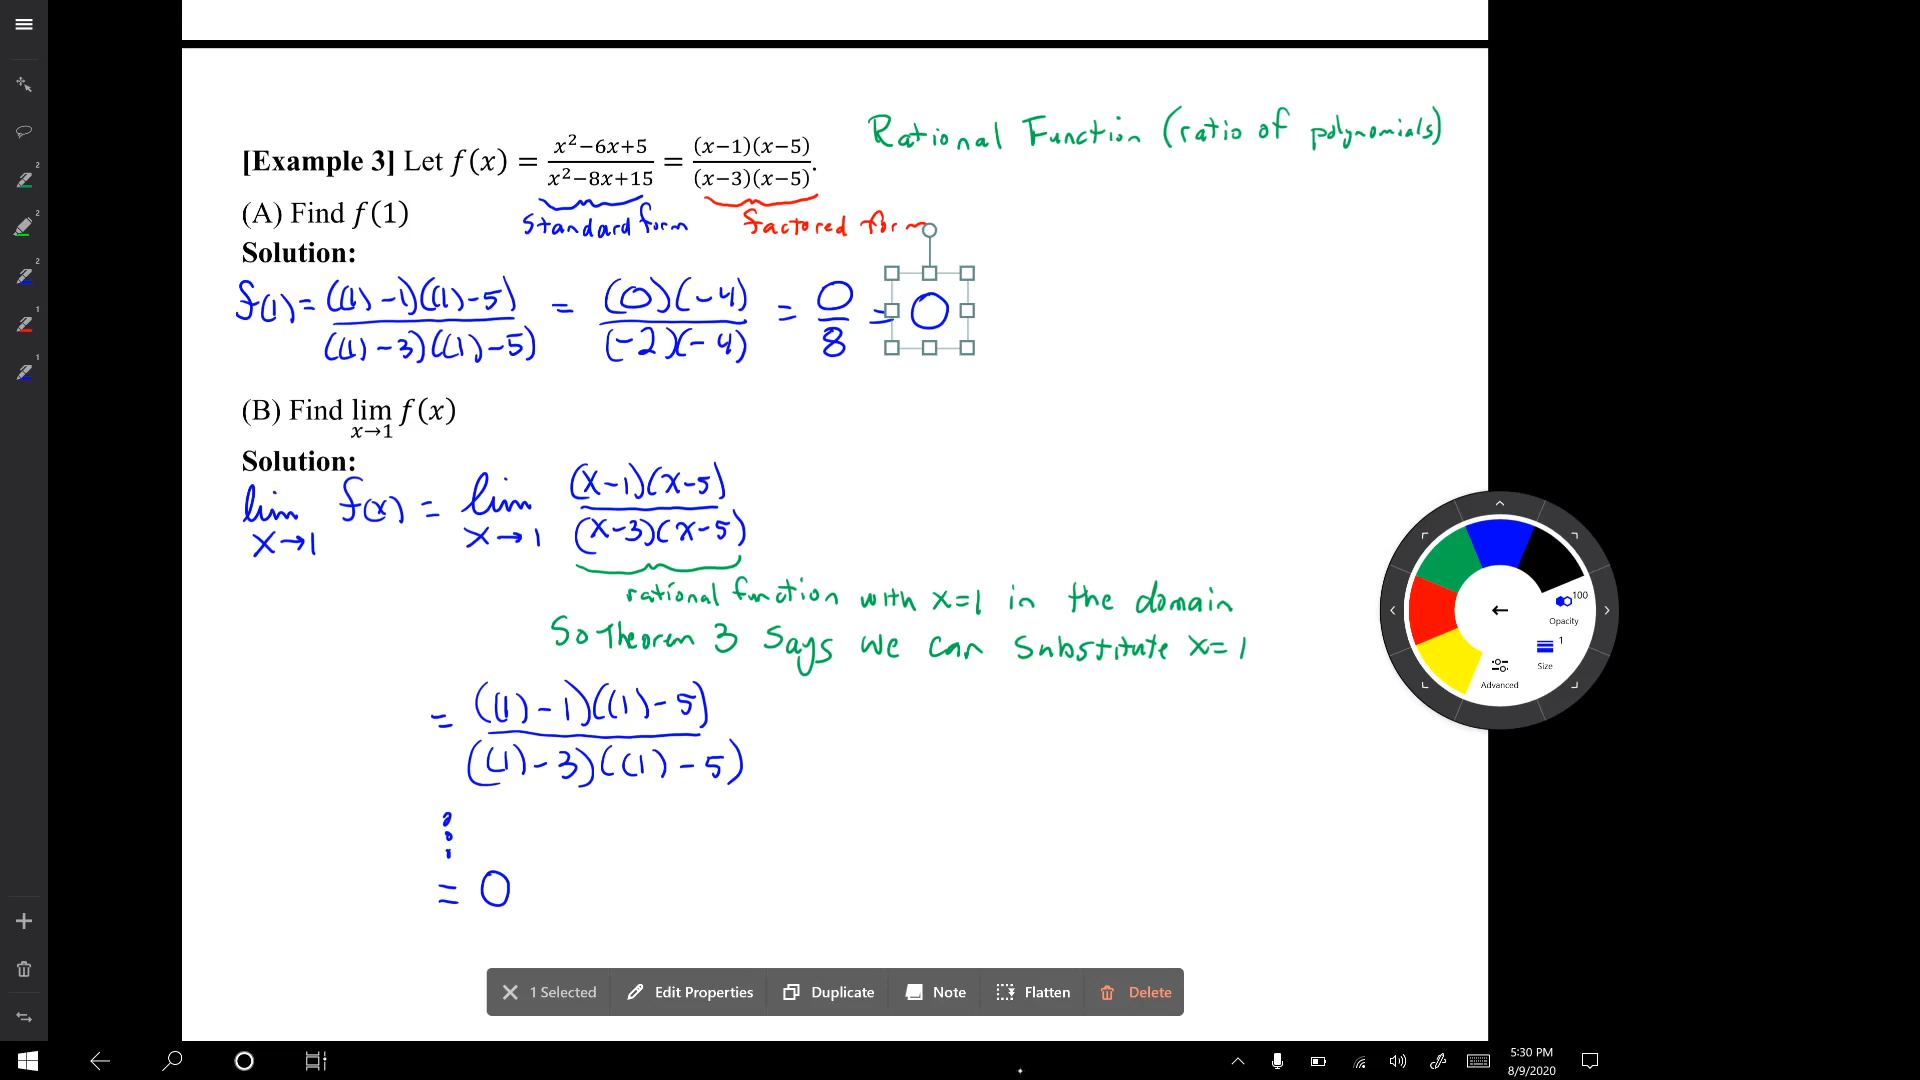 [Example 3] Let f(x) = x²−6x+5 / x²−8x+15 = (x−1)(x−5) / (x−3)(x−5).
Rational Function (ratio of polynomials)
(A) Find f(1)
standard form
factored form
Solution:
f(1) = ((1)−1)((1)−5) / ((1)−3)((1)−5) = (0)(−4) / (−2)(−4) = 0/8 = 0
(B) Find lim x→1 f(x)
Solution:
lim x→1 f(x) = lim x→1 (x−1)(x−5) / (x−3)(x−5)
rational function with x=1 in the domain
So Theorem 3 says we can substitute x=1
= ((1)−1)((1)−5) / ((1)−3)((1)−5)
⋮
= 0
2
2
2
1
1
100
Opacity
1
Size
Advanced
1 Selected
Edit Properties
Duplicate
Note
Flatten
Delete
5:30 PM
8/9/2020